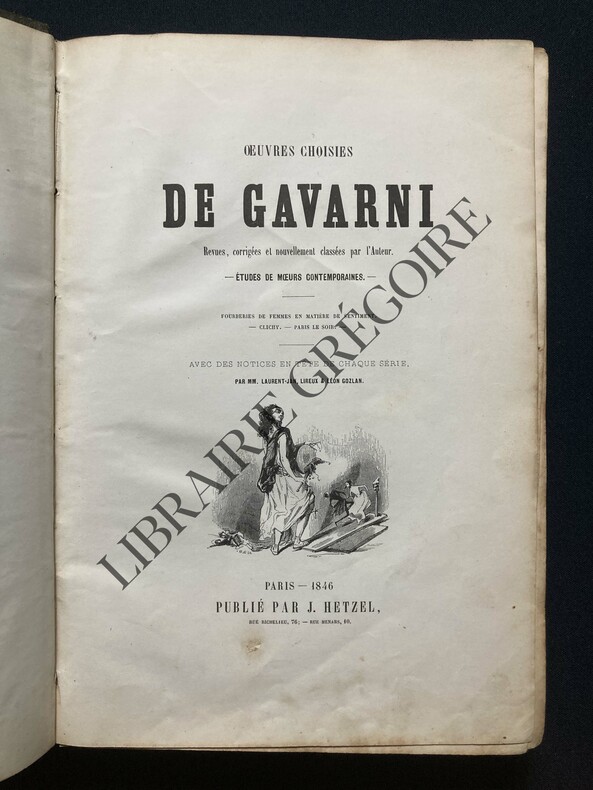 ŒUVRES CHOISIES
DE GAVARNI
Revues, corrigées et nouvellement classées par l'Auteur.
— ÉTUDES DE MŒURS CONTEMPORAINES. —
FOURBERIES DE FEMMES EN MATIÈRE DE SENTIMENT.
— CLICHY. — PARIS LE SOIR.
AVEC DES NOTICES EN TÊTE DE CHAQUE SÉRIE,
PAR MM. LAURENT-JAN, LIREUX & LÉON GOZLAN.
PARIS — 1846
PUBLIÉ PAR J. HETZEL,
RUE RICHELIEU, 76; — RUE MENARS, 10.
LIBRAIRIE GRÉGOIRE